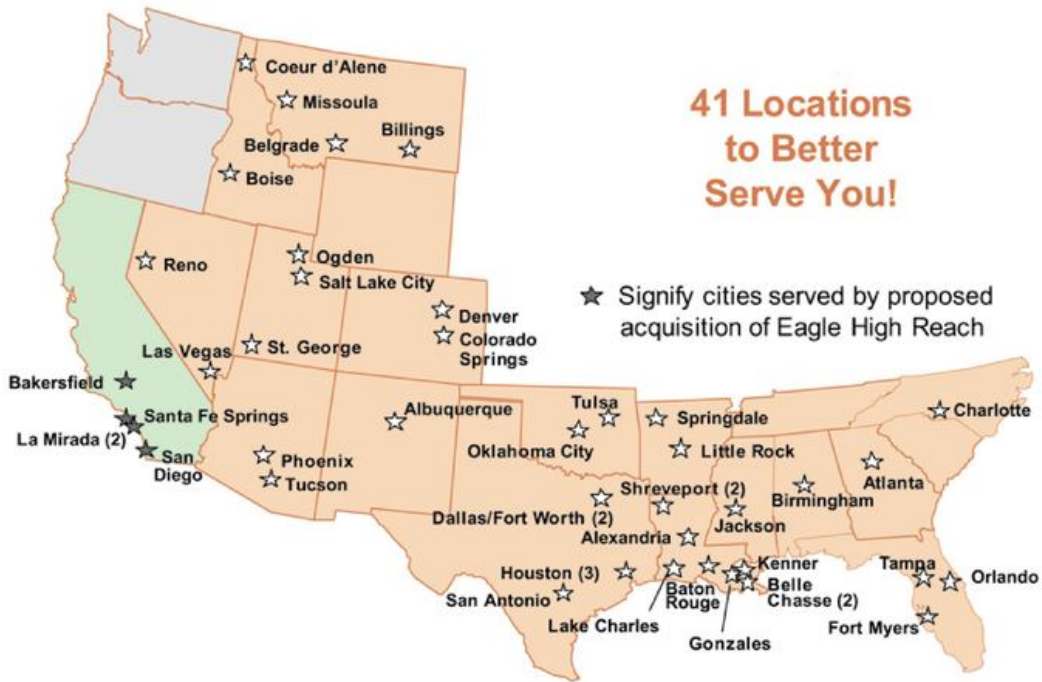 Coeur d'Alene
Missoula
Billings
Belgrade
Boise
41 Locations
to Better
Serve You!
Reno
Ogden
Salt Lake City
Signify cities served by proposed
acquisition of Eagle High Reach
Denver
Colorado
Springs
St. George
Las Vegas
Bakersfield
Santa Fe Springs
La Mirada (2)
San
Diego
Albuquerque
Phoenix
Tucson
Tulsa
Oklahoma City
Springdale
Little Rock
Charlotte
Atlanta
Birmingham
Shreveport (2)
Dallas/Fort Worth (2)
Jackson
Alexandria
Houston (3)
San Antonio
Lake Charles
Baton
Rouge
Gonzales
Kenner
Belle
Chasse (2)
Tampa
Orlando
Fort Myers